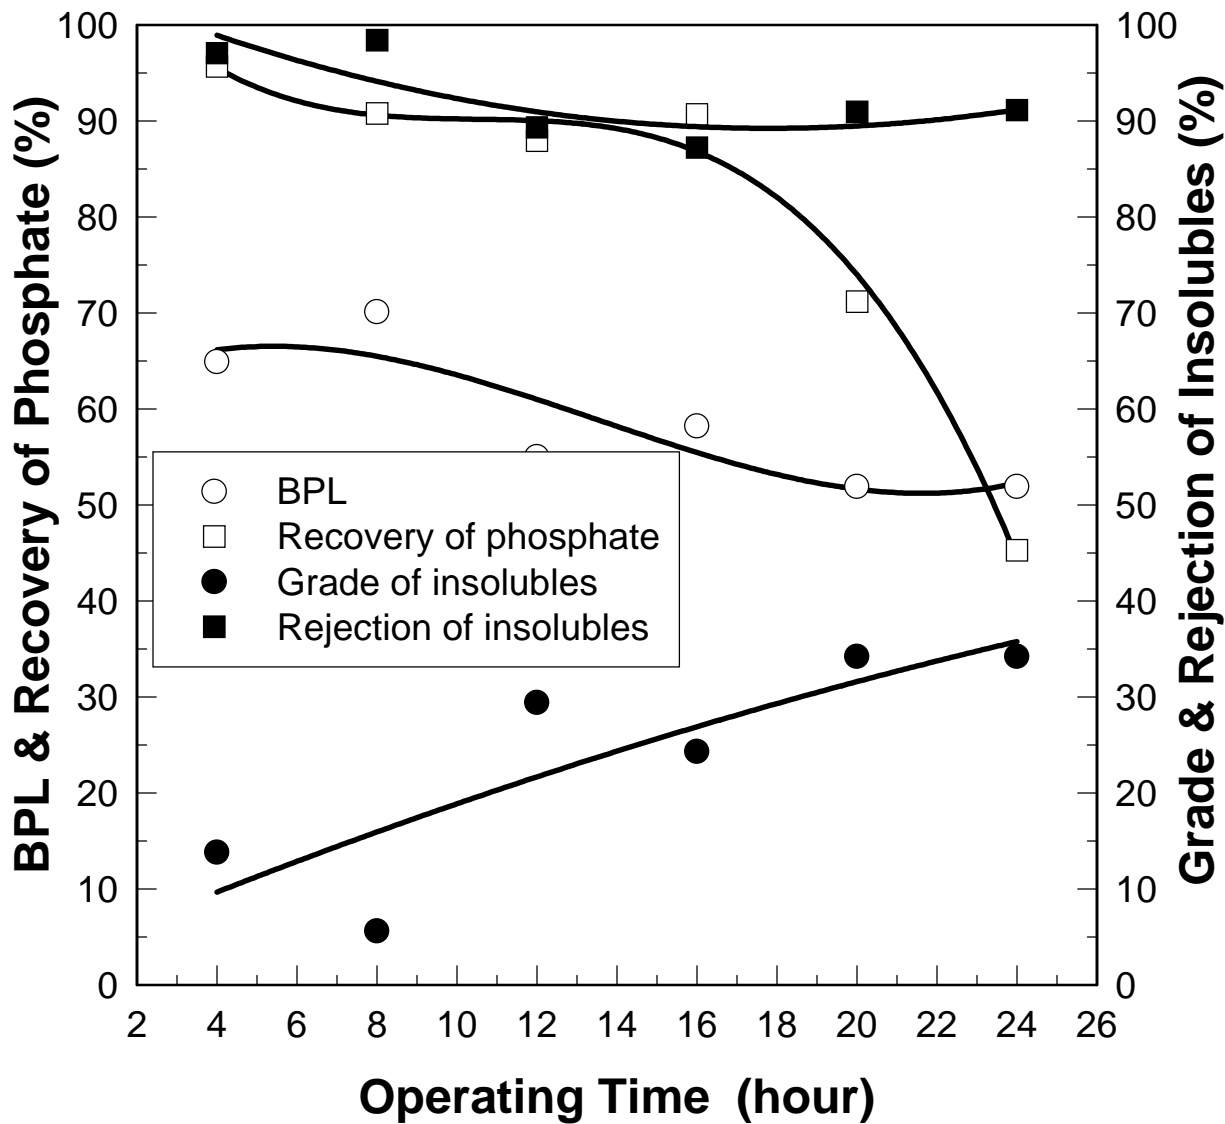 BPL & Recovery of Phosphate (%)
100
90
80
70
60
50
40
30
20
10
0
BPL
Recovery of phosphate
Grade of insolubles
Rejection of insolubles
100
90
80
70
60
50
40
30
20
10
0
Grade & Rejection of Insolubles (%)
2 4 6 8 10 12 14 16 18 20 22 24 26
Operating Time (hour)